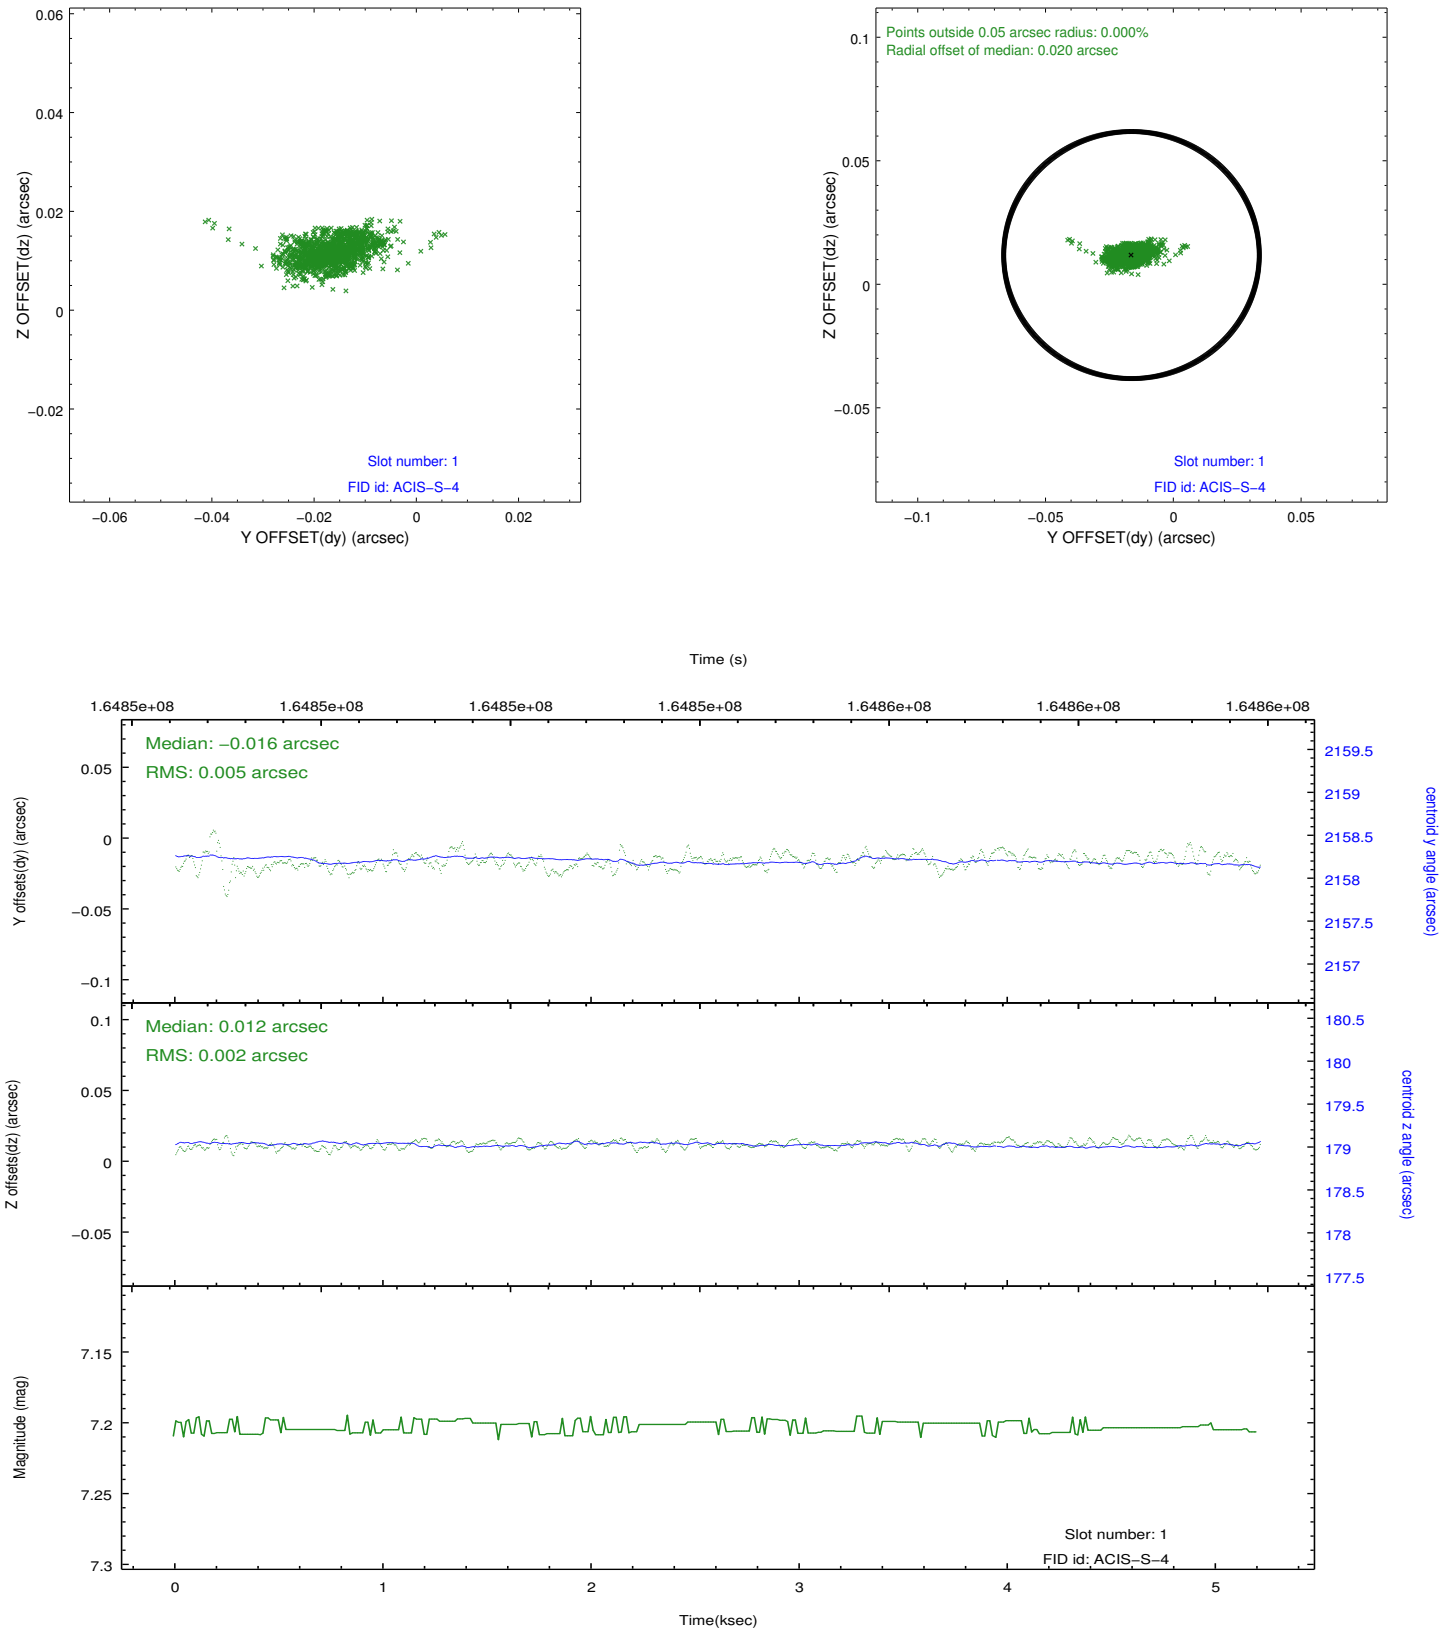 0.06
0.04
0.02
0
−0.02
Z OFFSET(dz) (arcsec)
Slot number: 1
FID id: ACIS−S−4
−0.06
−0.04
−0.02
0
0.02
Y OFFSET(dy) (arcsec)
Points outside 0.05 arcsec radius: 0.000%
Radial offset of median: 0.020 arcsec
0.1
0.05
0
−0.05
Z OFFSET(dz) (arcsec)
Slot number: 1
FID id: ACIS−S−4
−0.1
−0.05
0
0.05
Y OFFSET(dy) (arcsec)
Time (s)
1.6485e+08
1.6485e+08
1.6485e+08
1.6485e+08
1.6486e+08
1.6486e+08
1.6486e+08
Median: −0.016 arcsec
RMS: 0.005 arcsec
0.05
0
−0.05
−0.1
Y offsets(dy) (arcsec)
2159.5
2159
2158.5
2158
2157.5
2157
centroid y angle (arcsec)
Median: 0.012 arcsec
RMS: 0.002 arcsec
0.1
0.05
0
−0.05
Z offsets(dz) (arcsec)
180.5
180
179.5
179
178.5
178
177.5
centroid z angle (arcsec)
7.15
7.2
7.25
7.3
Magnitude (mag)
Slot number: 1
FID id: ACIS−S−4
0
1
2
3
4
5
Time(ksec)